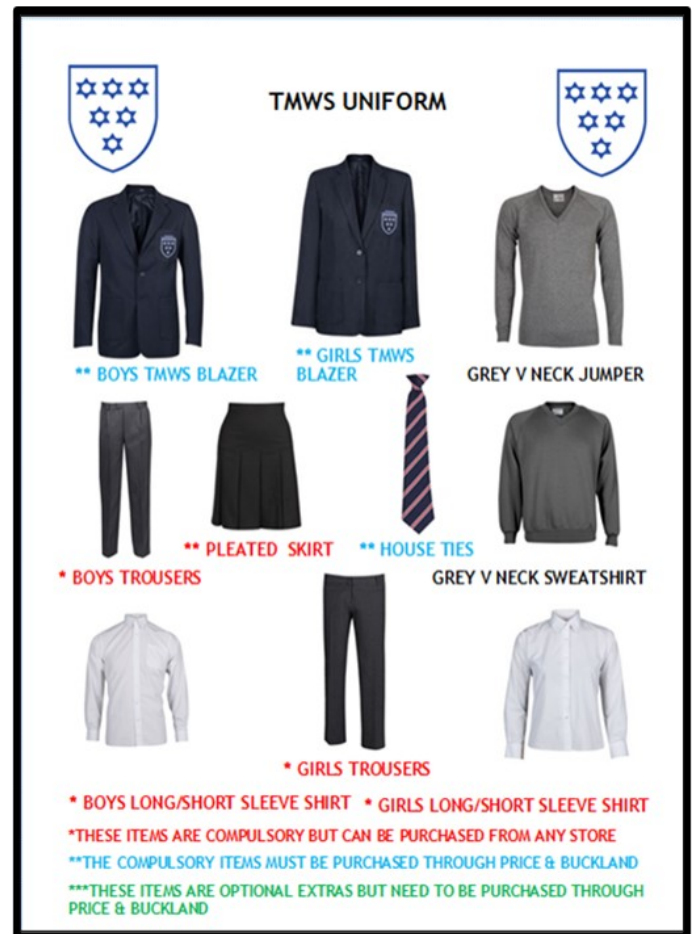 TMWS UNIFORM
** BOYS TMWS BLAZER
** GIRLS TMWS
BLAZER
GREY V NECK JUMPER
** PLEATED SKIRT
** HOUSE TIES
* BOYS TROUSERS
GREY V NECK SWEATSHIRT
* GIRLS TROUSERS
* BOYS LONG/SHORT SLEEVE SHIRT
* GIRLS LONG/SHORT SLEEVE SHIRT
*THESE ITEMS ARE COMPULSORY BUT CAN BE PURCHASED FROM ANY STORE
**THE COMPULSORY ITEMS MUST BE PURCHASED THROUGH PRICE & BUCKLAND
***THESE ITEMS ARE OPTIONAL EXTRAS BUT NEED TO BE PURCHASED THROUGH
PRICE & BUCKLAND